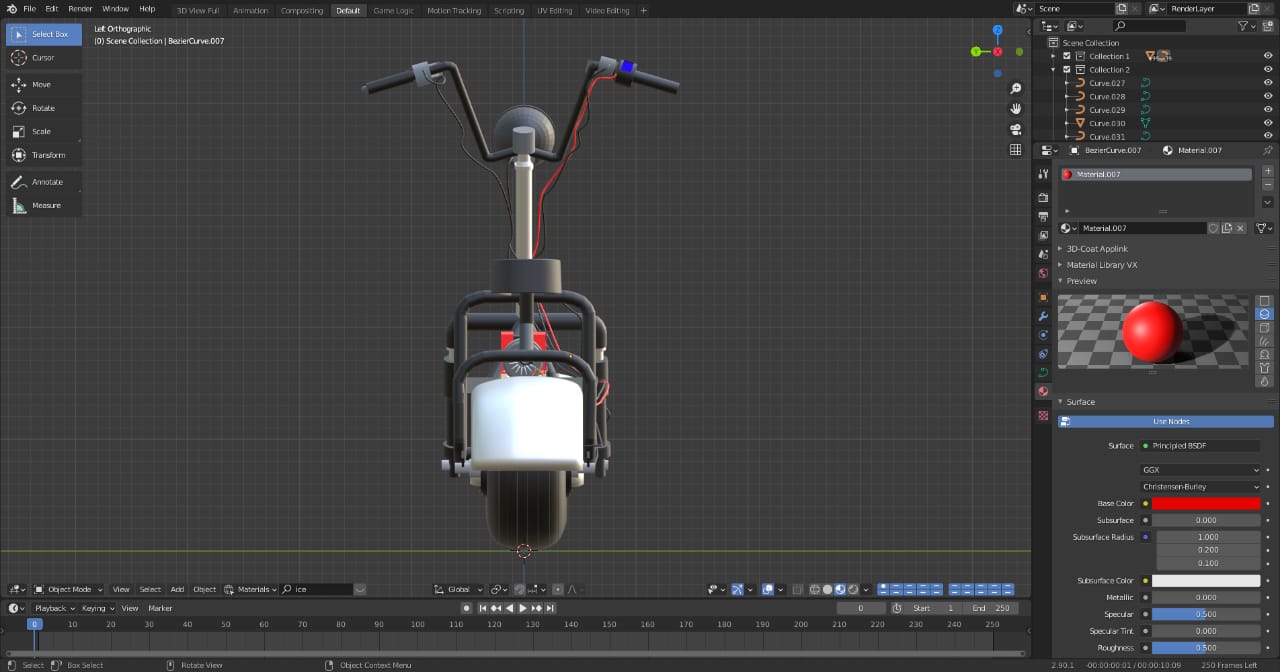 File Edit Render Window Help 3D View Full Animation Compositing Default Game Logic Motion Tracking Scripting UV Editing Video Editing + Scene RenderLayer
Left Orthographic
(0) Scene Collection | BezierCurve.007
Select Box
Cursor
Move
Rotate
Scale
Transform
Annotate
Measure
Z
Y
X
Scene Collection
Collection 1
Collection 2
Curve.027
Curve.028
Curve.029
Curve.030
Curve.031
BezierCurve.007 Material.007
Material.007
Material.007
3D-Coat Applink
Material Library VX
Preview
Surface
Use Nodes
Surface Principled BSDF
GGX
Christensen-Burley
Base Color
Subsurface 0.000
Subsurface Radius 1.000
0.200
0.100
Subsurface Color
Metallic 0.000
Specular 0.500
Specular Tint 0.000
Roughness 0.500
Object Mode View Select Add Object Materials ice Global
Playback Keying View Marker 0 Start 1 End 250
0 10 20 30 40 50 60 70 80 90 100 110 120 130 140 150 160 170 180 190 200 210 220 230 240 250
Select Box Select Rotate View Object Context Menu 2.90.1 -00:00:00:01 / 00:00:10:09 250 Frames Left